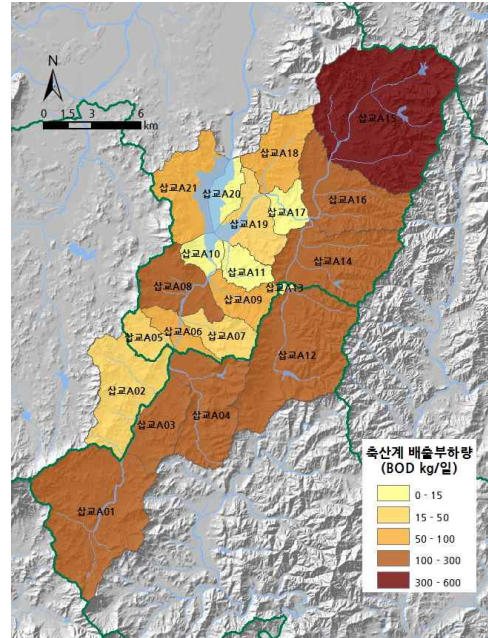 N
0 1.5 3 6
km
삽교A15
삽교A18
삽교A21
삽교A20
삽교A16
삽교A17
삽교A19
삽교A10
삽교A11
삽교A14
삽교A08
삽교A13
삽교A09
삽교A05
삽교A06
삽교A07
삽교A12
삽교A02
삽교A03
삽교A04
삽교A01
축산계 배출부하량
(BOD kg/일)
0 - 15
15 - 50
50 - 100
100 - 300
300 - 600